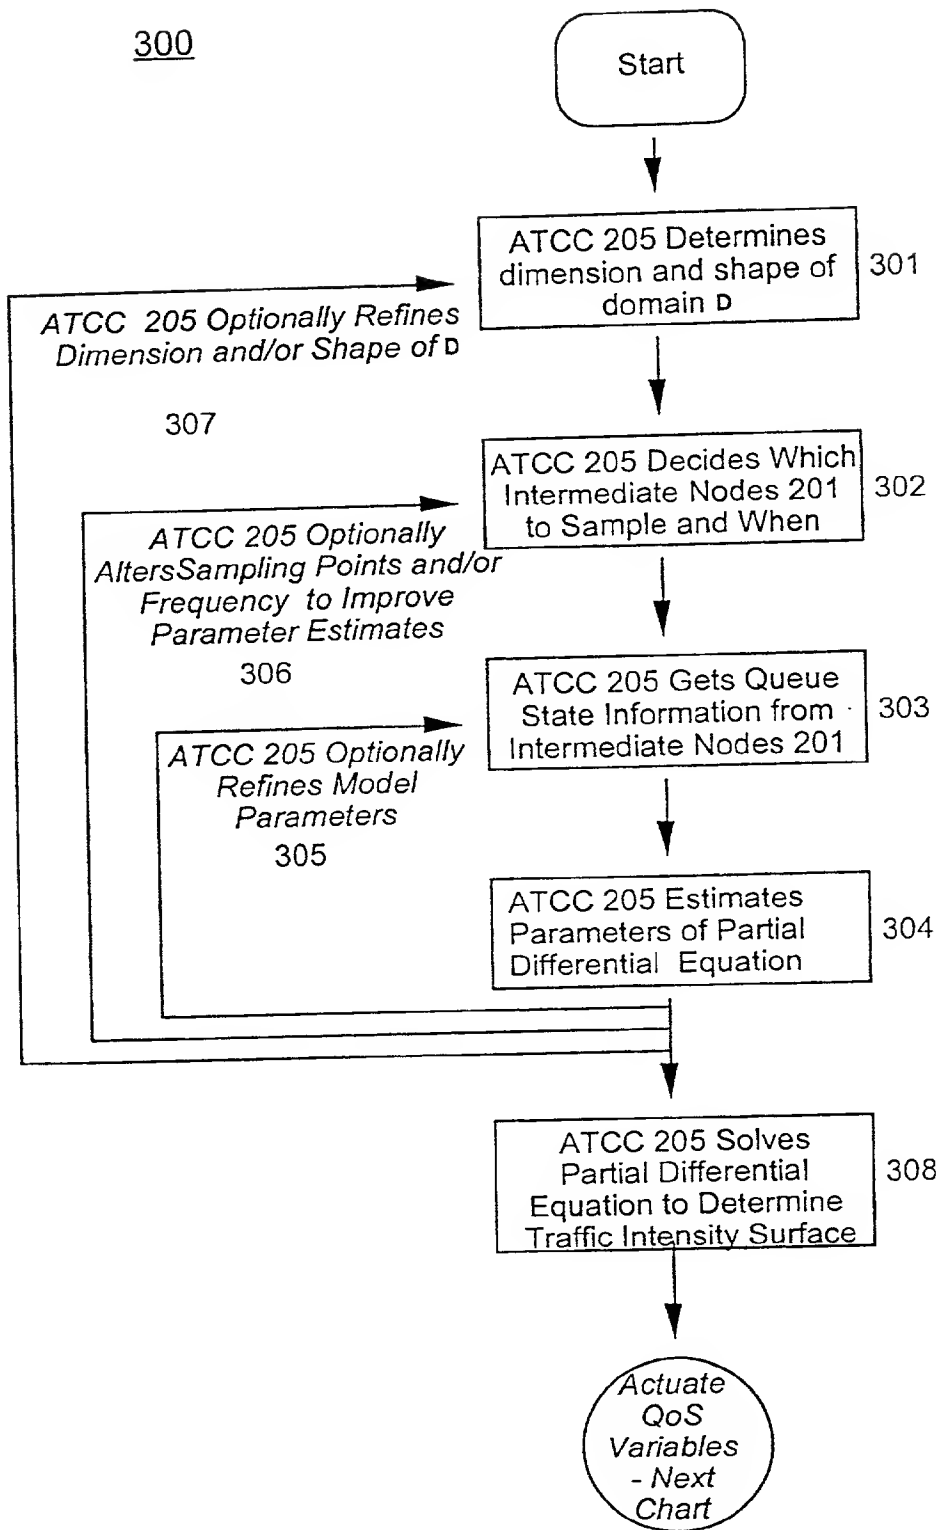 300
Start
ATCC 205 Determines
dimension and shape of
domain D
301
ATCC 205 Optionally Refines
Dimension and/or Shape of D
307
ATCC 205 Decides Which
Intermediate Nodes 201
to Sample and When
302
ATCC 205 Optionally
AltersSampling Points and/or
Frequency to Improve
Parameter Estimates
306
ATCC 205 Gets Queue
State Information from
Intermediate Nodes 201
303
ATCC 205 Optionally
Refines Model
Parameters
305
ATCC 205 Estimates
Parameters of Partial
Differential Equation
304
ATCC 205 Solves
Partial Differential
Equation to Determine
Traffic Intensity Surface
308
Actuate
QoS
Variables
- Next
Chart